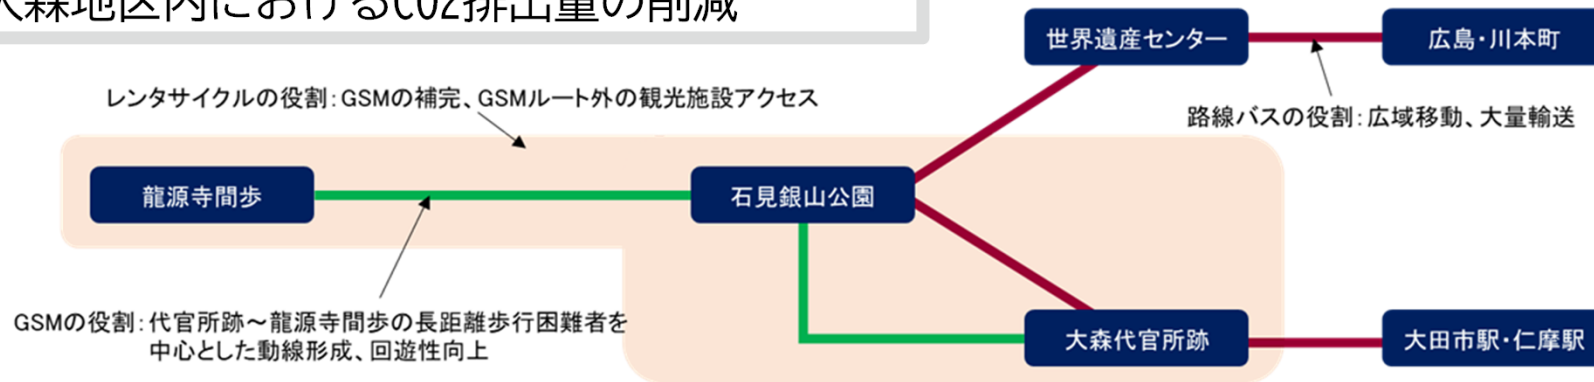 大森地区内におけるCO2排出量の削減
世界遺産センター
広島・川本町
レンタサイクルの役割：GSMの補完、GSMルート外の観光施設アクセス
路線バスの役割：広域移動、大量輸送
龍源寺間歩
石見銀山公園
GSMの役割：代官所跡～龍源寺間歩の長距離歩行困難者を
中心とした動線形成、回遊性向上
大森代官所跡
大田市駅・仁摩駅